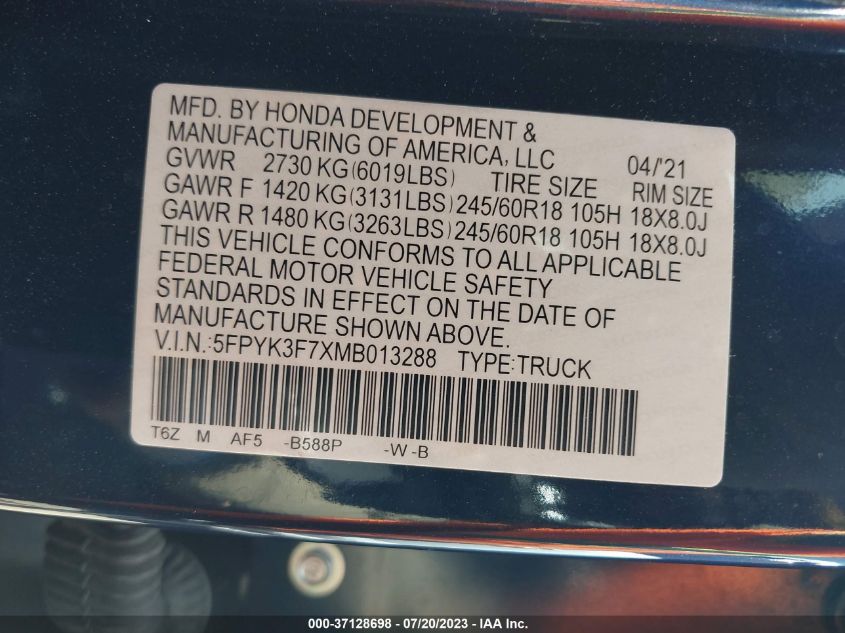 MFD. BY HONDA DEVELOPMENT &
MANUFACTURING OF AMERICA, LLC 04/'21
GVWR 2730 KG(6019LBS) TIRE SIZE RIM SIZE
GAWR F 1420 KG(3131LBS) 245/60R18 105H 18X8.0J
GAWR R 1480 KG(3263LBS) 245/60R18 105H 18X8.0J
THIS VEHICLE CONFORMS TO ALL APPLICABLE
FEDERAL MOTOR VEHICLE SAFETY
STANDARDS IN EFFECT ON THE DATE OF
MANUFACTURE SHOWN ABOVE.
V.I.N.:5FPYK3F7XMB013288 TYPE:TRUCK
T6Z M AF5 -B588P -W -B
000-37128698 - 07/20/2023 - IAA Inc.